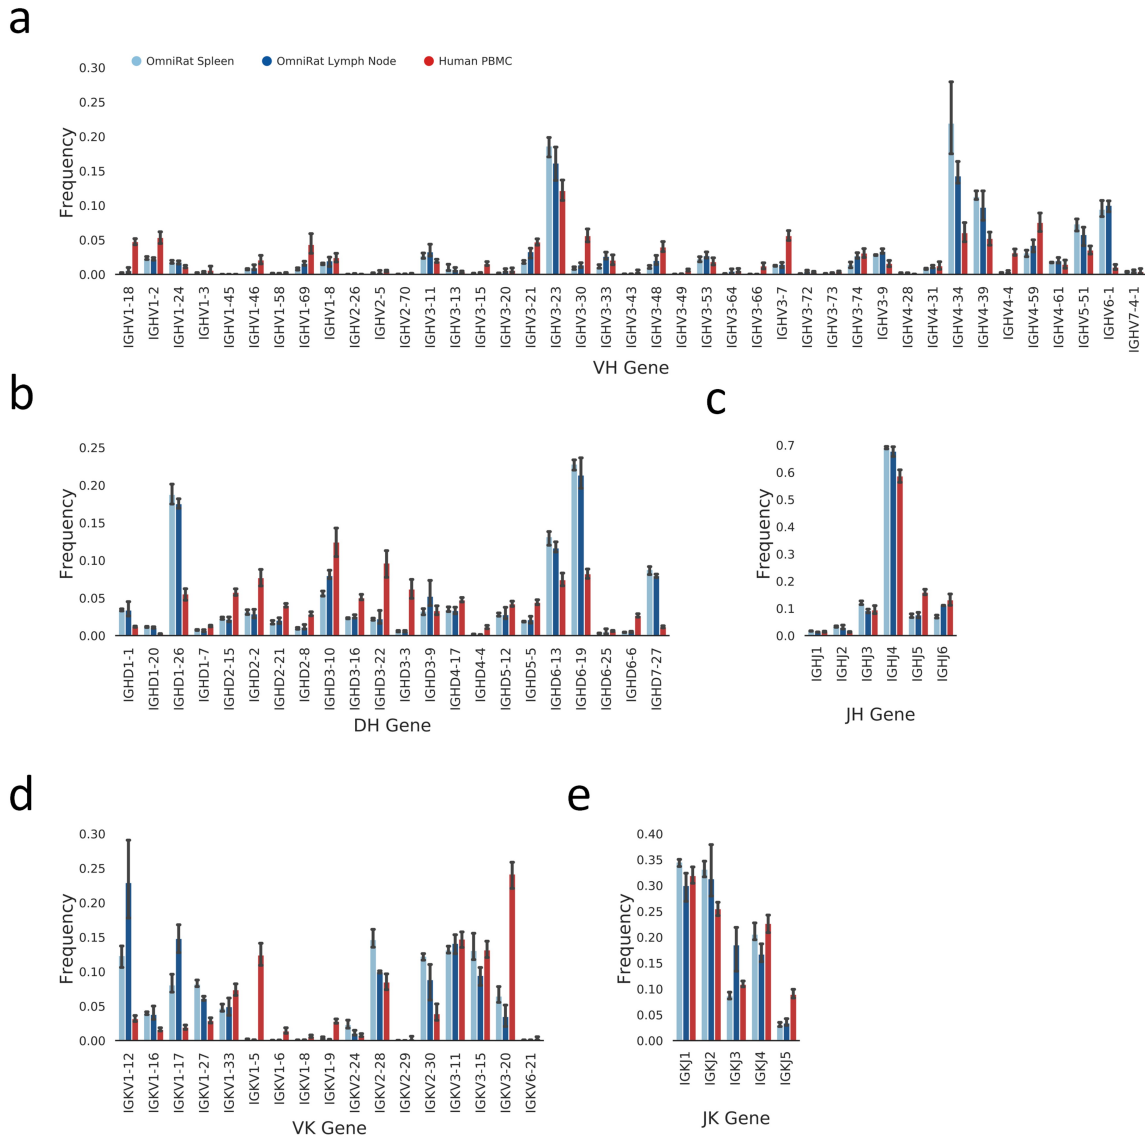 a
OmniRat Spleen OmniRat Lymph Node Human PBMC
0.30
0.25
0.20
0.15
0.10
0.05
0.00
Frequency
IGHV1-18 IGHV1-2 IGHV1-24 IGHV1-3 IGHV1-45 IGHV1-46 IGHV1-58 IGHV1-69 IGHV1-8 IGHV2-26 IGHV2-5 IGHV2-70 IGHV3-11 IGHV3-13 IGHV3-15 IGHV3-20 IGHV3-21 IGHV3-23 IGHV3-30 IGHV3-33 IGHV3-43 IGHV3-48 IGHV3-49 IGHV3-53 IGHV3-64 IGHV3-66 IGHV3-7 IGHV3-72 IGHV3-73 IGHV3-74 IGHV3-9 IGHV4-28 IGHV4-31 IGHV4-34 IGHV4-39 IGHV4-4 IGHV4-59 IGHV4-61 IGHV5-51 IGHV6-1 IGHV7-4-1
VH Gene
b
0.25
0.20
0.15
0.10
0.05
0.00
Frequency
IGHD1-1 IGHD1-20 IGHD1-26 IGHD1-7 IGHD2-15 IGHD2-2 IGHD2-21 IGHD2-8 IGHD3-10 IGHD3-16 IGHD3-22 IGHD3-3 IGHD3-9 IGHD4-17 IGHD4-4 IGHD5-12 IGHD5-5 IGHD6-13 IGHD6-19 IGHD6-25 IGHD6-6 IGHD7-27
DH Gene
c
0.7
0.6
0.5
0.4
0.3
0.2
0.1
0.0
Frequency
IGHJ1 IGHJ2 IGHJ3 IGHJ4 IGHJ5 IGHJ6
JH Gene
d
0.30
0.25
0.20
0.15
0.10
0.05
0.00
Frequency
IGKV1-12 IGKV1-16 IGKV1-17 IGKV1-27 IGKV1-33 IGKV1-5 IGKV1-6 IGKV1-8 IGKV1-9 IGKV2-24 IGKV2-28 IGKV2-29 IGKV2-30 IGKV3-11 IGKV3-15 IGKV3-20 IGKV6-21
VK Gene
e
0.40
0.35
0.30
0.25
0.20
0.15
0.10
0.05
0.00
Frequency
IGKJ1 IGKJ2 IGKJ3 IGKJ4 IGKJ5
JK Gene